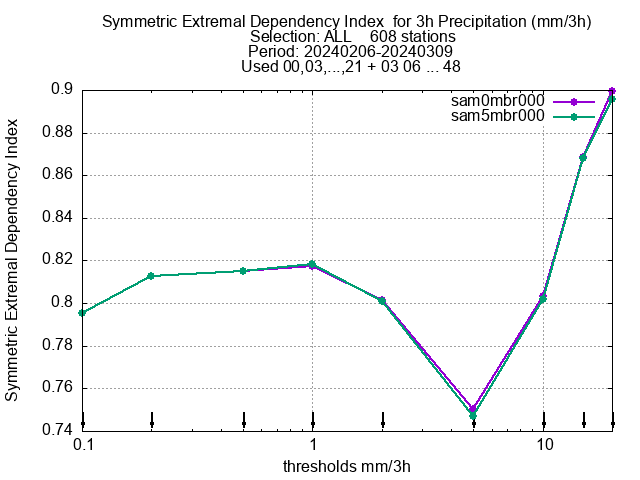 Symmetric Extremal Dependency Index  for 3h Precipitation (mm/3h)
Selection: ALL    608 stations
Period: 20240206-20240309
Used 00,03,...,21 + 03 06 ... 48
sam0mbr000
sam5mbr000
0.9
0.88
0.86
0.84
0.82
0.8
0.78
0.76
0.74
Symmetric Extremal Dependency Index
0.1 1 10
thresholds mm/3h